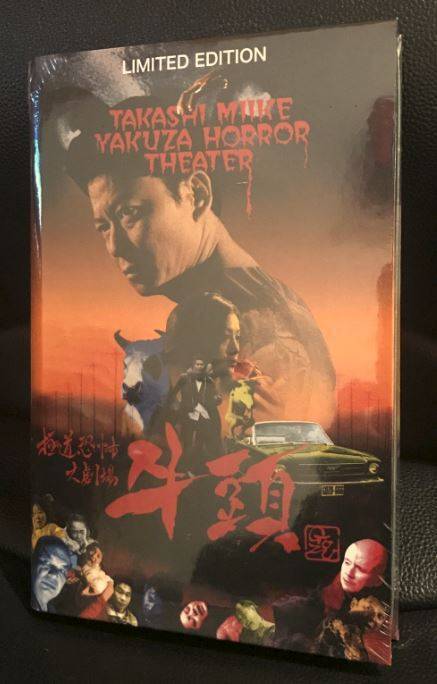 LIMITED EDITION
TAKASHI MIIKE
YAKUZA HORROR
THEATER
極道恐怖
大劇場
牛頭